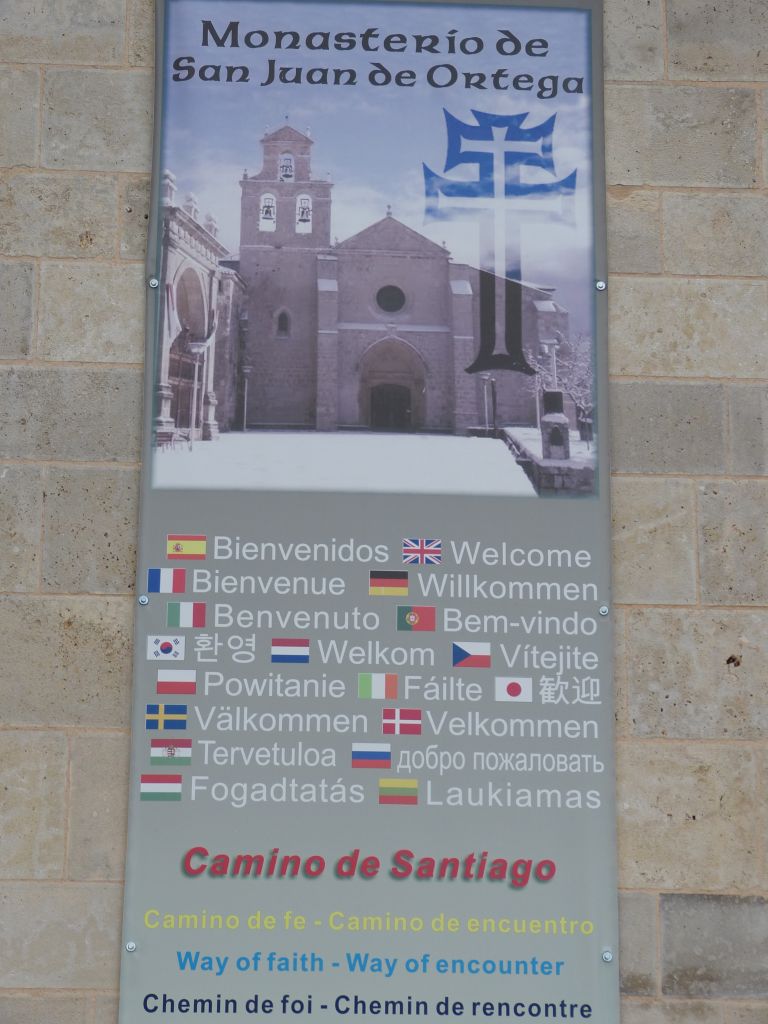 Monasterio de
San Juan de Ortega
Bienvenidos Welcome
Bienvenue Willkommen
Benvenuto Bem-vindo
환영 Welkom Vítejite
Powitanie Fáilte 歓迎
Välkommen Velkommen
Tervetuloa добро пожаловать
Fogadtatás Laukiamas
Camino de Santiago
Camino de fe - Camino de encuentro
Way of faith - Way of encounter
Chemin de foi - Chemin de rencontre